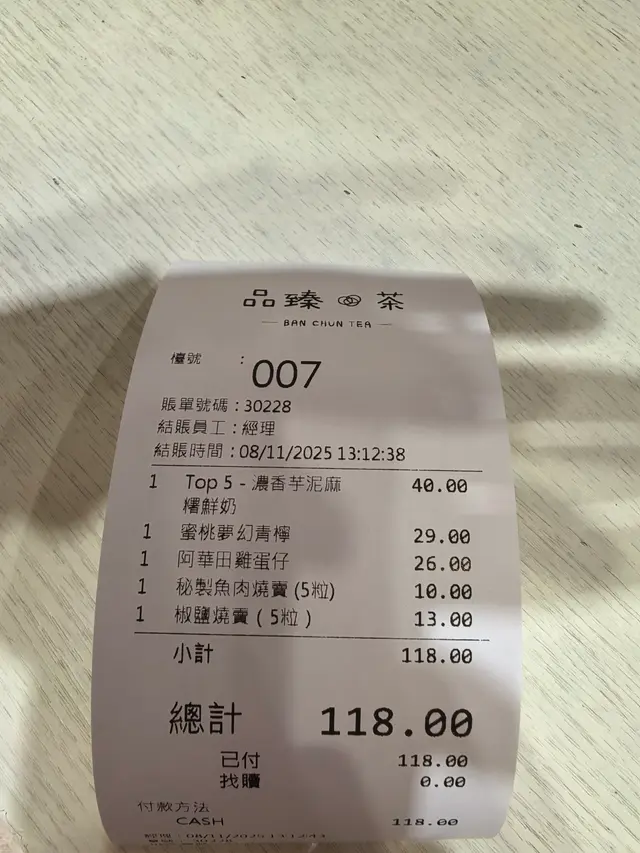 品臻茶
BAN CHUN TEA
檯號 :
007
賬單號碼 : 30228
結賬員工 : 經理
結賬時間 : 08/11/2025 13:12:38
1 Top 5 - 濃香芋泥麻 40.00
糬鮮奶
1 蜜桃夢幻青檸 29.00
1 阿華田雞蛋仔 26.00
1 秘製魚肉燒賣 (5粒) 10.00
1 椒鹽燒賣 ( 5粒 ) 13.00
小計 118.00
總計 118.00
已付 118.00
找贖 0.00
付款方法
CASH 118.00